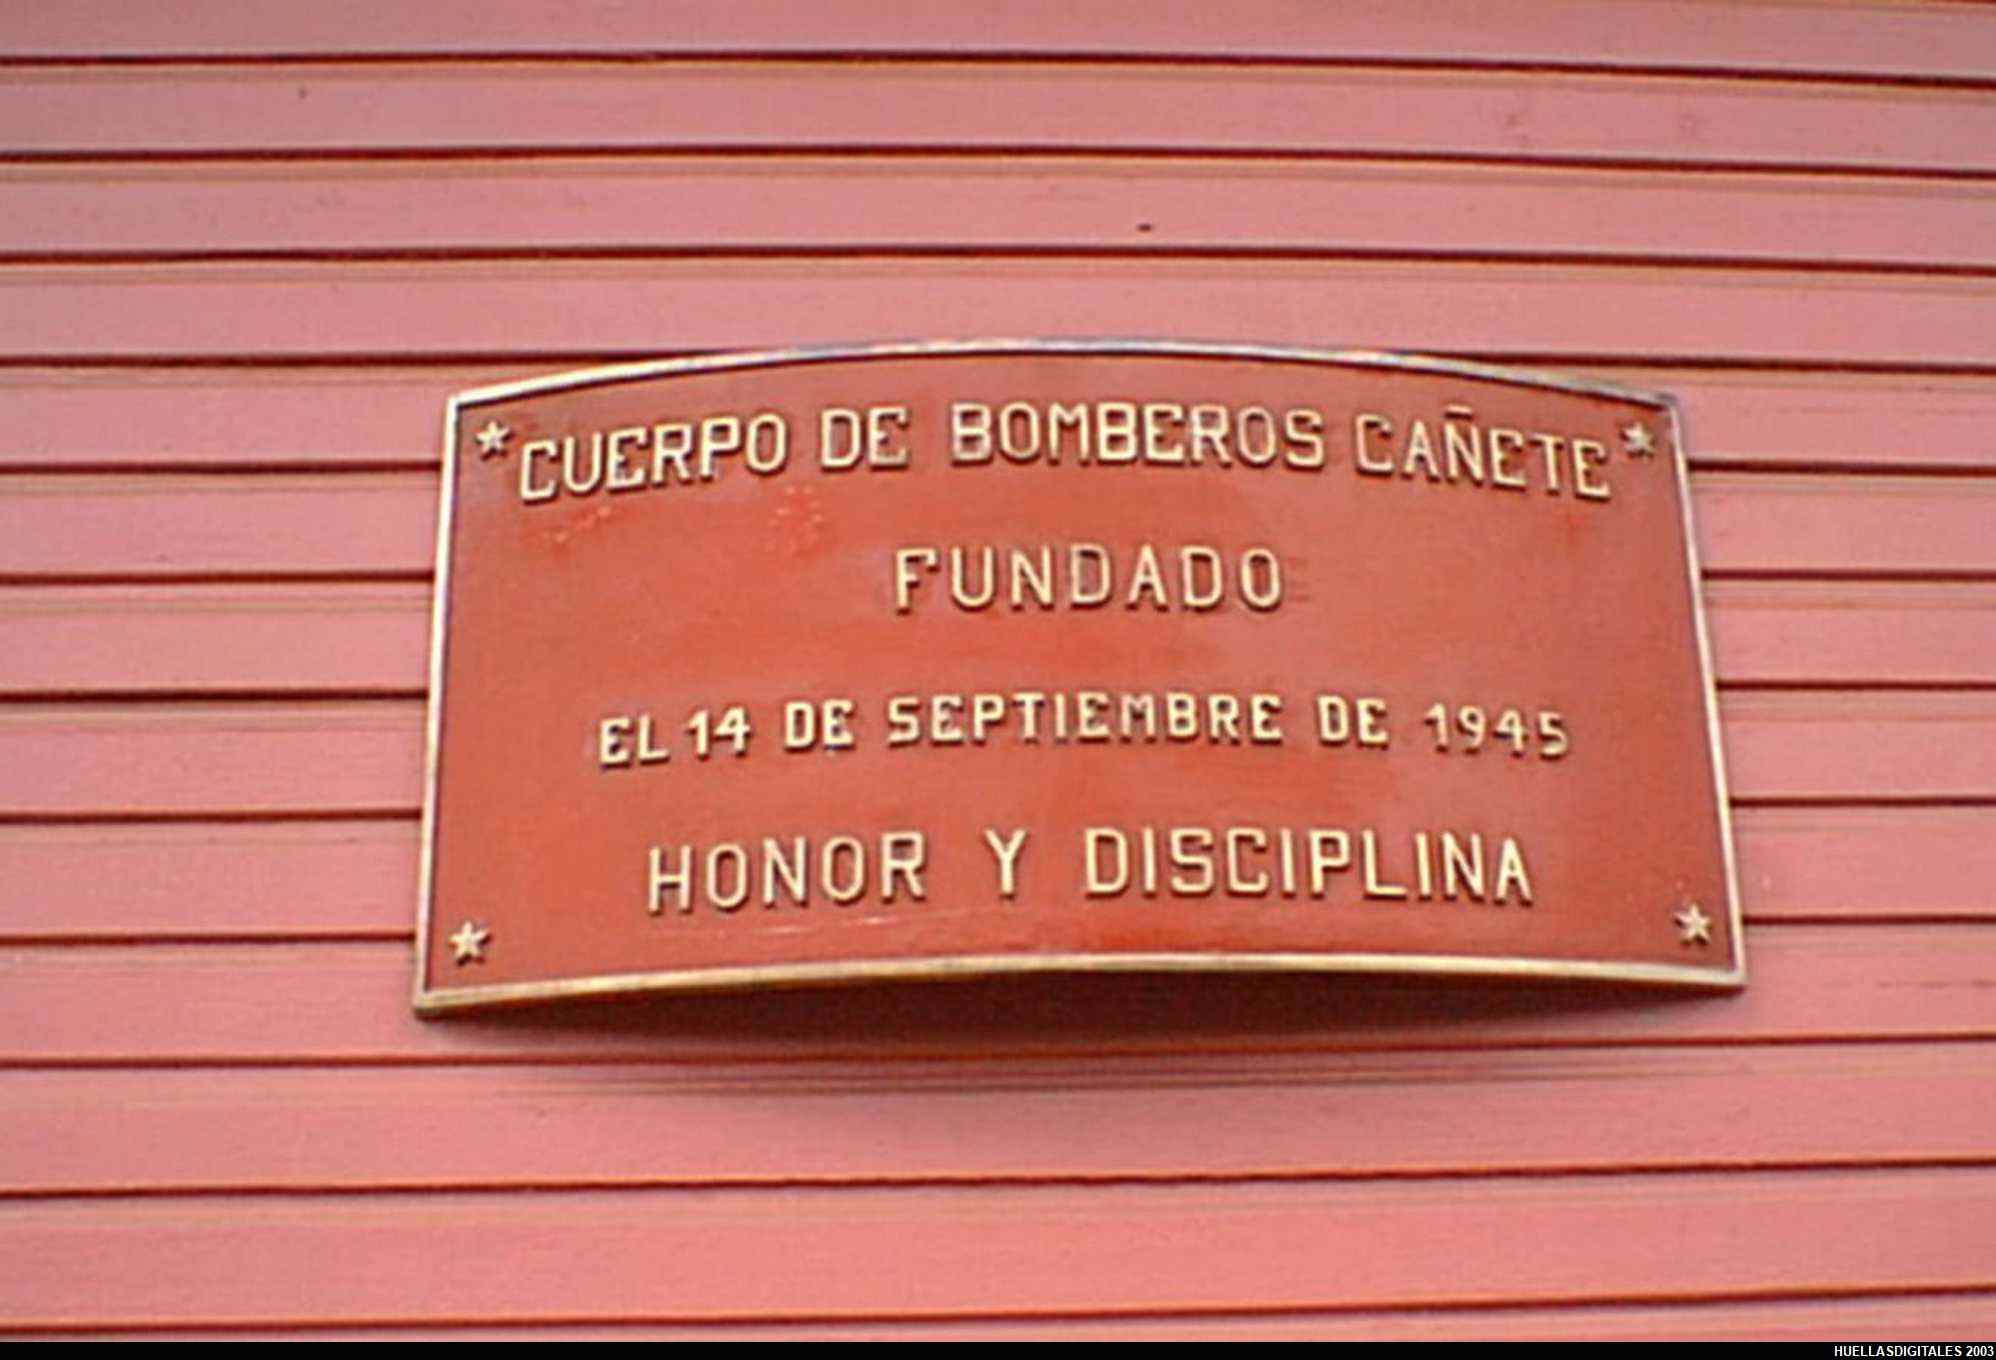 CUERPO DE BOMBEROS CAÑETE
FUNDADO
EL 14 DE SEPTIEMBRE DE 1945
HONOR Y DISCIPLINA
HUELLASDIGITALES 2003